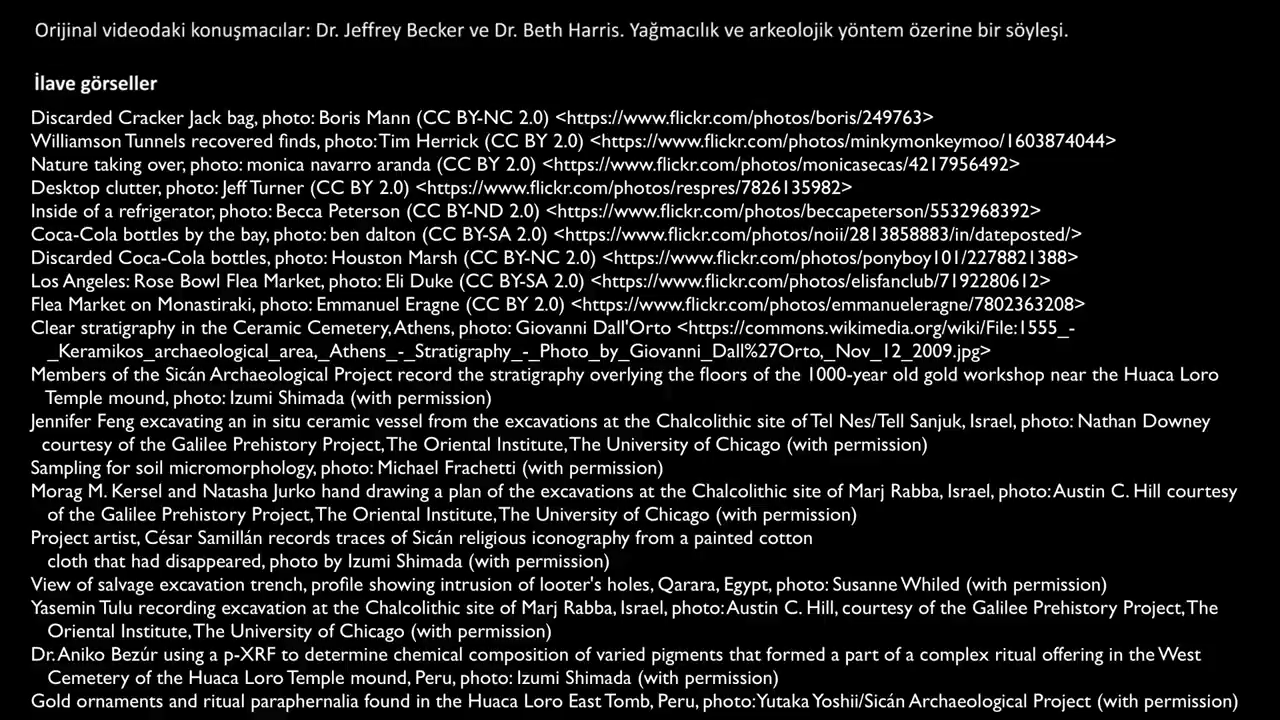 Orijinal videodaki konuşmacılar: Dr. Jeffrey Becker ve Dr. Beth Harris. Yağmacılık ve arkeolojik yöntem özerine bir söyleşi.
İlave görseller
Discarded Cracker Jack bag, photo: Boris Mann (CC BY-NC 2.0) <https://www.flickr.com/photos/boris/249763>
Williamson Tunnels recovered finds, photo: Tim Herrick (CC BY 2.0) <https://www.flickr.com/photos/minkymonkeymoo/1603874044>
Nature taking over, photo: monica navarro aranda (CC BY 2.0) <https://www.flickr.com/photos/monicasecas/4217956492>
Desktop clutter, photo: Jeff Turner (CC BY 2.0) <https://www.flickr.com/photos/respres/7826135982>
Inside of a refrigerator, photo: Becca Peterson (CC BY-ND 2.0) <https://www.flickr.com/photos/beccapeterson/5532968392>
Coca-Cola bottles by the bay, photo: ben dalton (CC BY-SA 2.0) <https://www.flickr.com/photos/noii/2813858883/in/dateposted/>
Discarded Coca-Cola bottles, photo: Houston Marsh (CC BY-NC 2.0) <https://www.flickr.com/photos/ponyboy101/2278821388>
Los Angeles: Rose Bowl Flea Market, photo: Eli Duke (CC BY-SA 2.0) <https://www.flickr.com/photos/elisfanclub/7192280612>
Flea Market on Monastiraki, photo: Emmanuel Eragne (CC BY 2.0) <https://www.flickr.com/photos/emmanueleragne/7802363208>
Clear stratigraphy in the Ceramic Cemetery, Athens, photo: Giovanni Dall'Orto <https://commons.wikimedia.org/wiki/File:1555_-
_Keramikos_archaeological_area,_Athens_-_Stratigraphy_-_Photo_by_Giovanni_Dall%27Orto,_Nov_12_2009.jpg>
Members of the Sicán Archaeological Project record the stratigraphy overlying the floors of the 1000-year old gold workshop near the Huaca Loro
Temple mound, photo: Izumi Shimada (with permission)
Jennifer Feng excavating an in situ ceramic vessel from the excavations at the Chalcolithic site of Tel Nes/Tell Sanjuk, Israel, photo: Nathan Downey
courtesy of the Galilee Prehistory Project, The Oriental Institute, The University of Chicago (with permission)
Sampling for soil micromorphology, photo: Michael Frachetti (with permission)
Morag M. Kersel and Natasha Jurko hand drawing a plan of the excavations at the Chalcolithic site of Marj Rabba, Israel, photo: Austin C. Hill courtesy
of the Galilee Prehistory Project, The Oriental Institute, The University of Chicago (with permission)
Project artist, César Samillán records traces of Sicán religious iconography from a painted cotton
cloth that had disappeared, photo by Izumi Shimada (with permission)
View of salvage excavation trench, profile showing intrusion of looter's holes, Qarara, Egypt, photo: Susanne Whiled (with permission)
Yasemin Tulu recording excavation at the Chalcolithic site of Marj Rabba, Israel, photo: Austin C. Hill, courtesy of the Galilee Prehistory Project, The
Oriental Institute, The University of Chicago (with permission)
Dr. Aniko Bezúr using a p-XRF to determine chemical composition of varied pigments that formed a part of a complex ritual offering in the West
Cemetery of the Huaca Loro Temple mound, Peru, photo: Izumi Shimada (with permission)
Gold ornaments and ritual paraphernalia found in the Huaca Loro East Tomb, Peru, photo: Yutaka Yoshii/Sicán Archaeological Project (with permission)